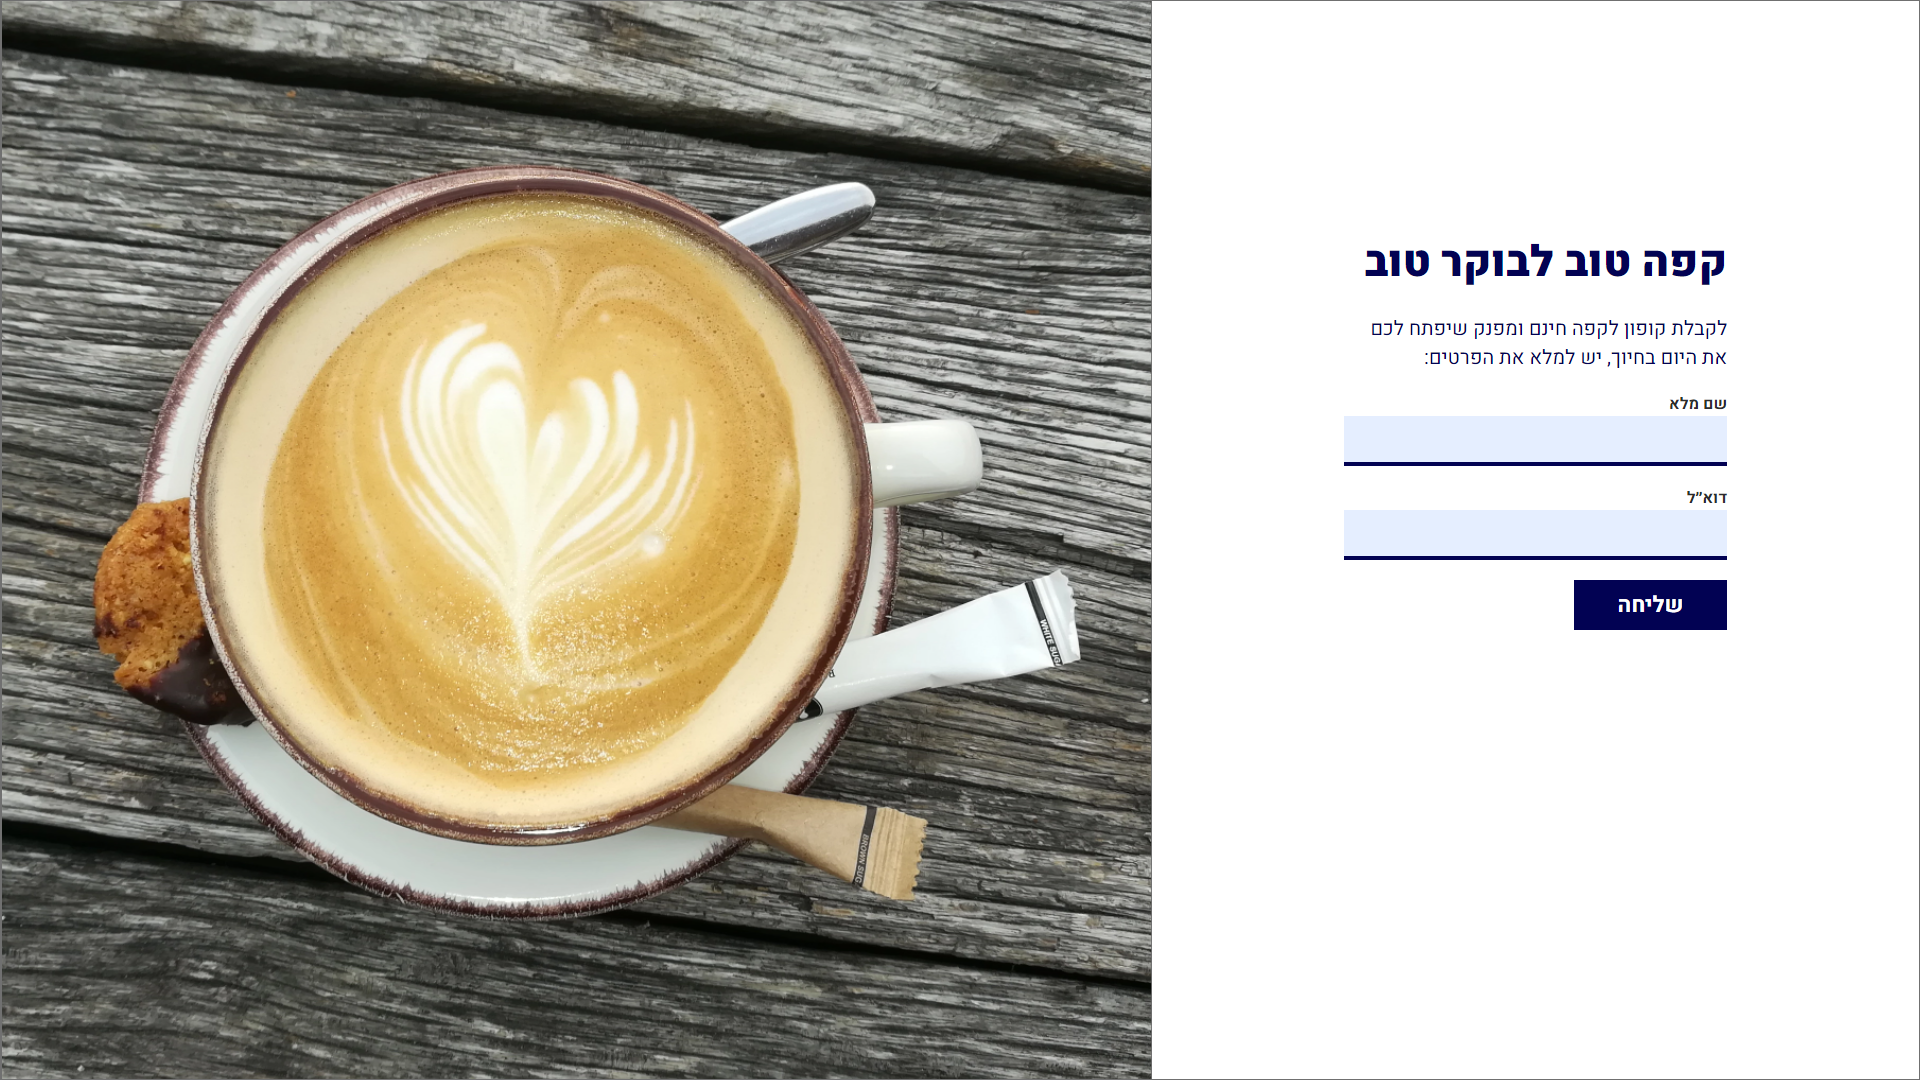 קפה טוב לבוקר טוב
לקבלת קופון לקפה חינם ומפנק שיפתח לכם
את היום בחיוך, יש למלא את הפרטים:
שם מלא
דוא״ל
שליחה
WHITE SUGA
BROWN SUG